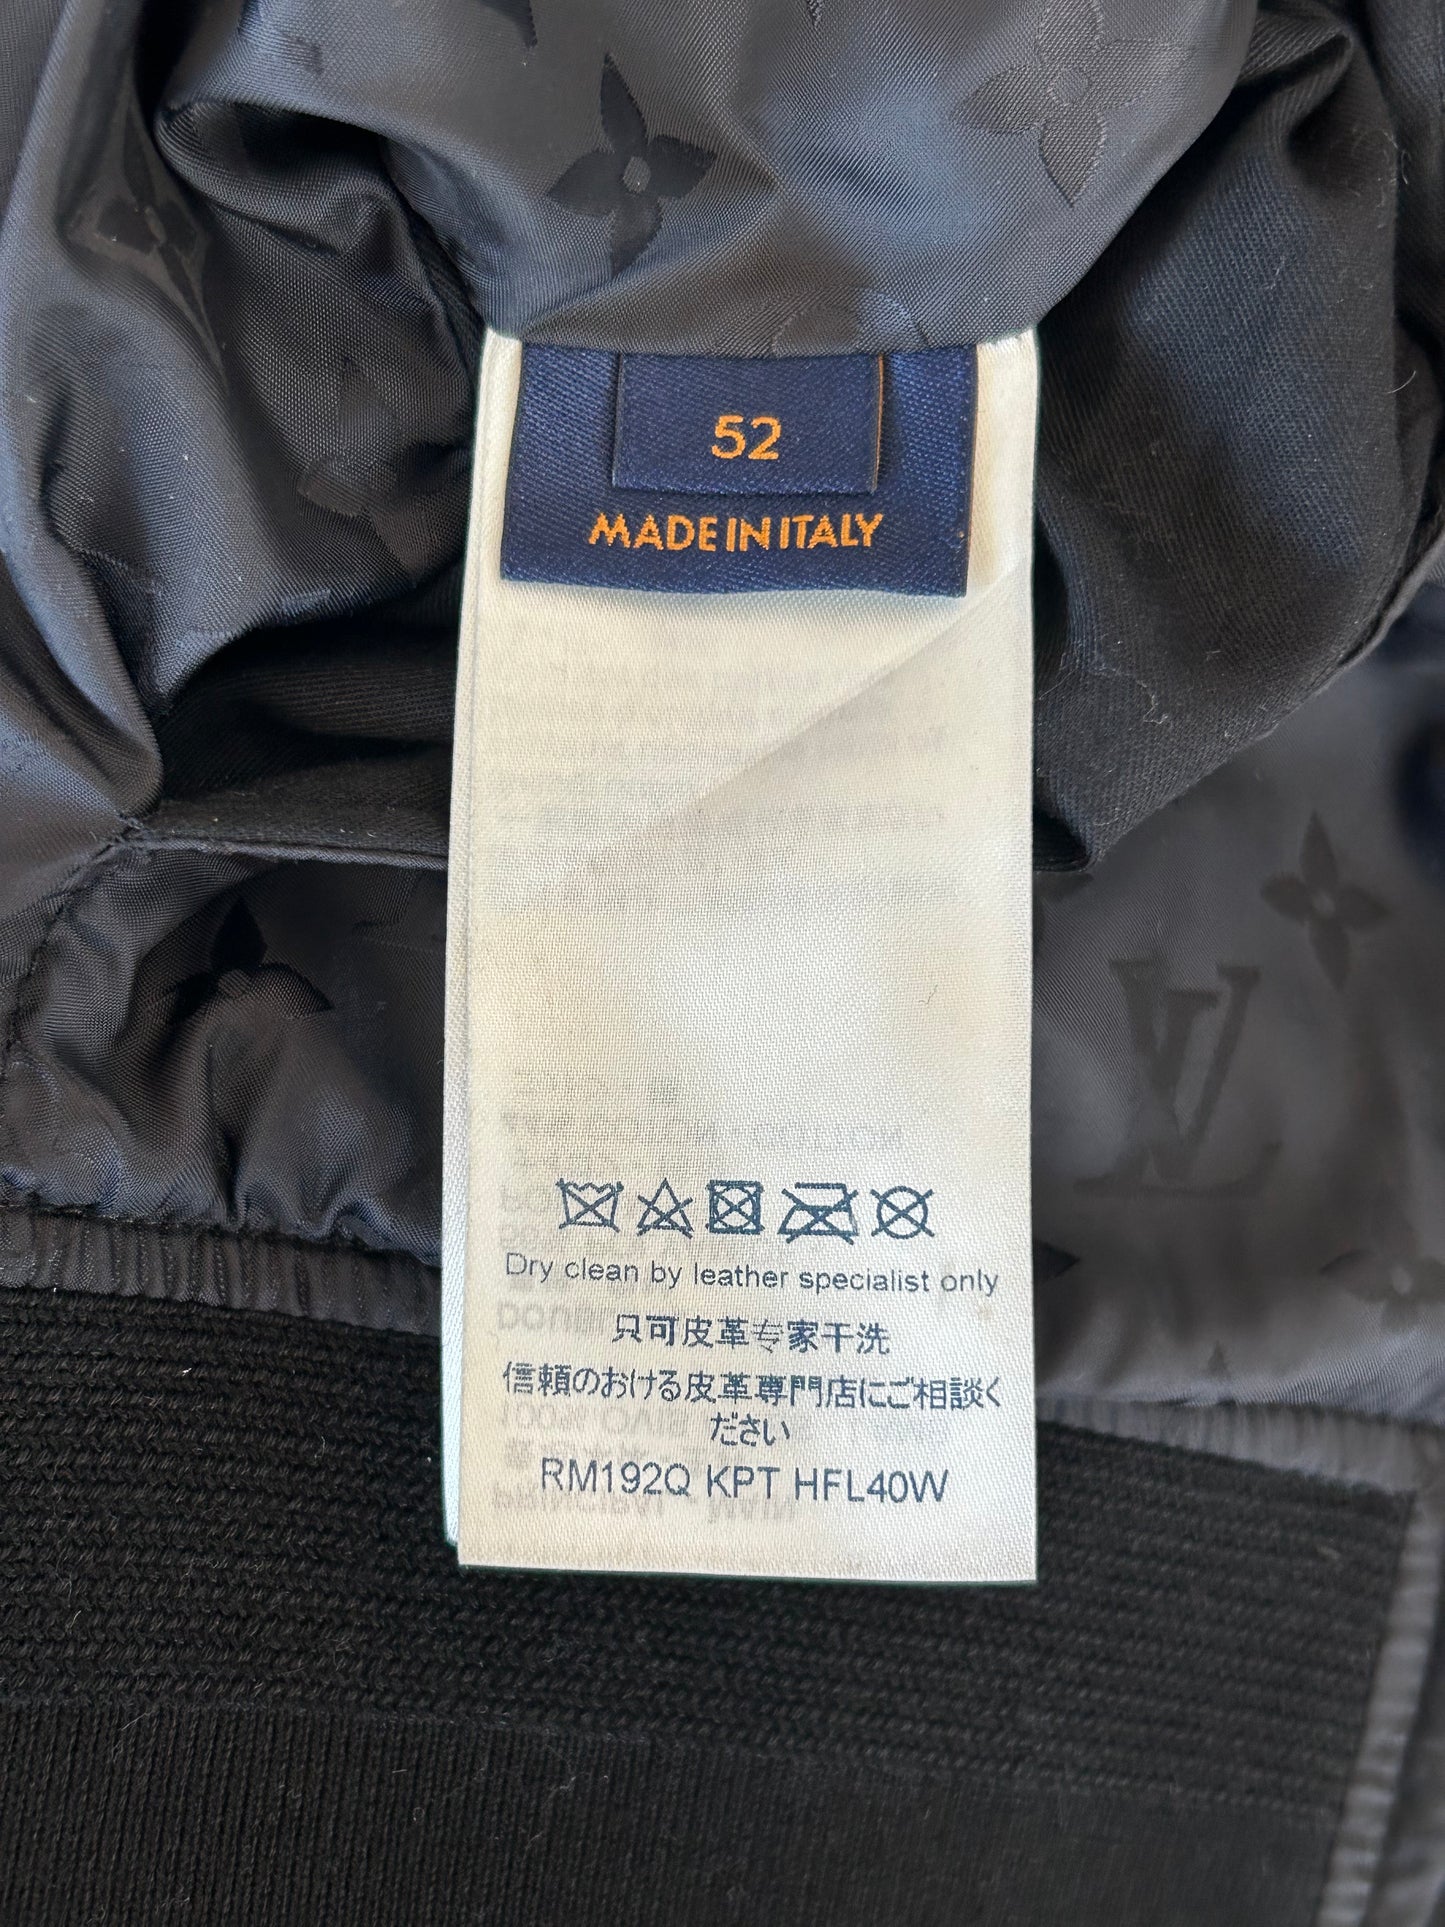 52
MADE IN ITALY
Dry clean by leather specialist only
只可皮革专家干洗
信頼のおける皮革専門店にご相談く
ださい
RM192Q KPT HFL40W
LV